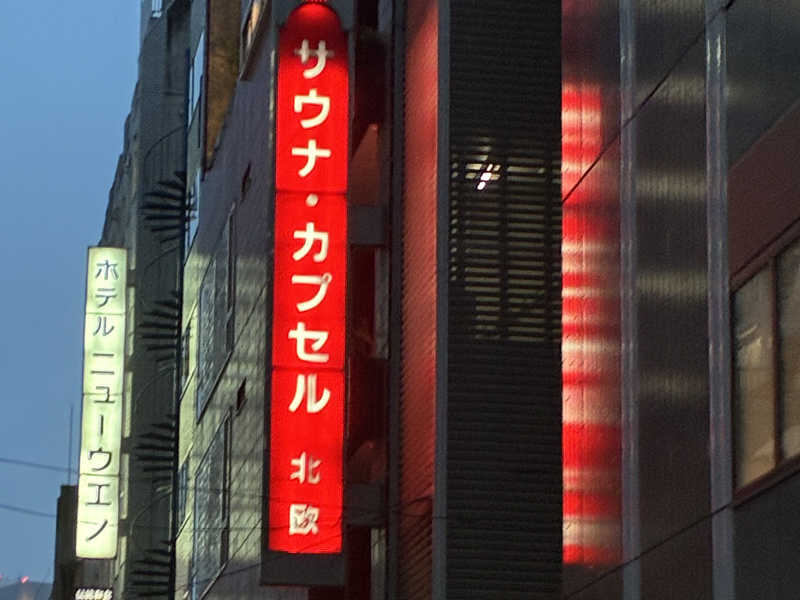 サウナ・カプセル 北欧
ホテル ニューウエノ